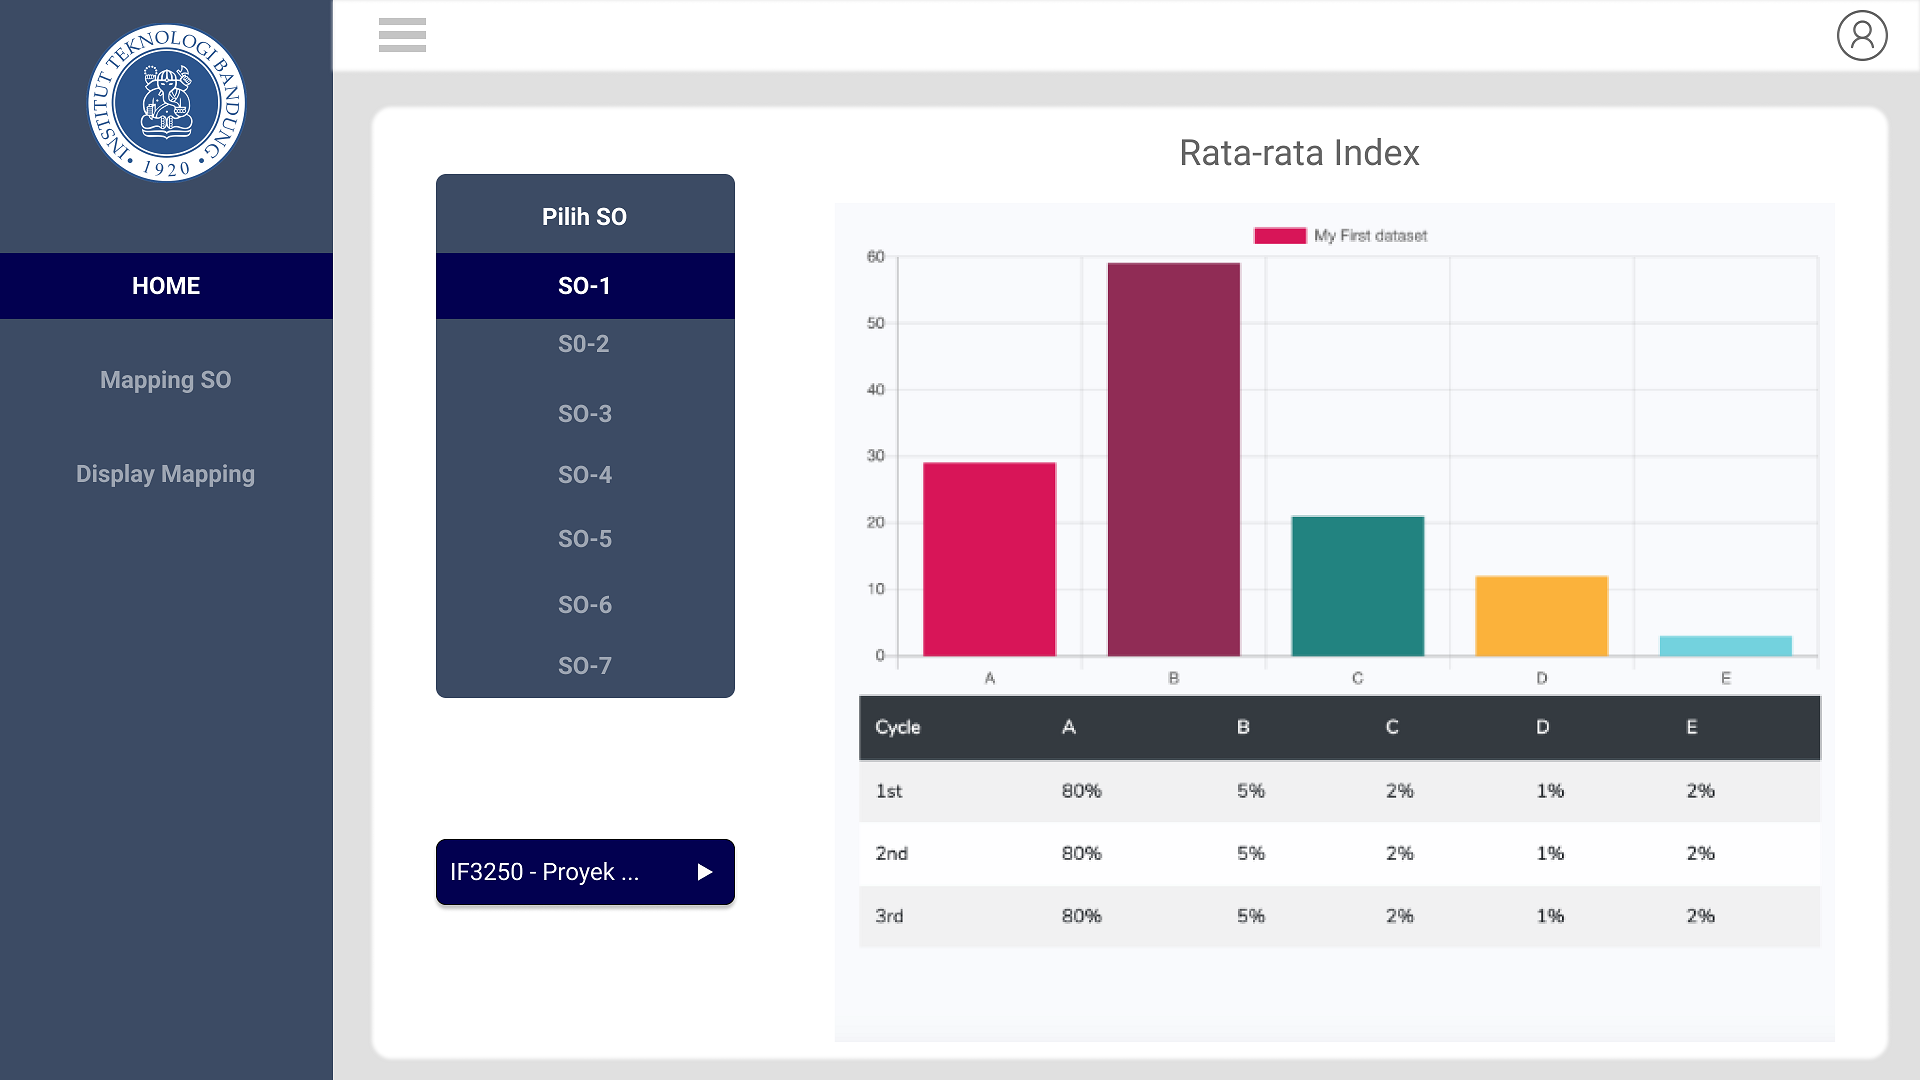 INSTITUT TEKNOLOGI BANDUNG
• 1920 •
HOME
Mapping SO
Display Mapping
Pilih SO
SO-1
S0-2
SO-3
SO-4
SO-5
SO-6
SO-7
IF3250 - Proyek ...
Rata-rata Index
My First dataset
60
50
40
30
20
10
0
A B C D E
Cycle A B C D E
1st 80% 5% 2% 1% 2%
2nd 80% 5% 2% 1% 2%
3rd 80% 5% 2% 1% 2%